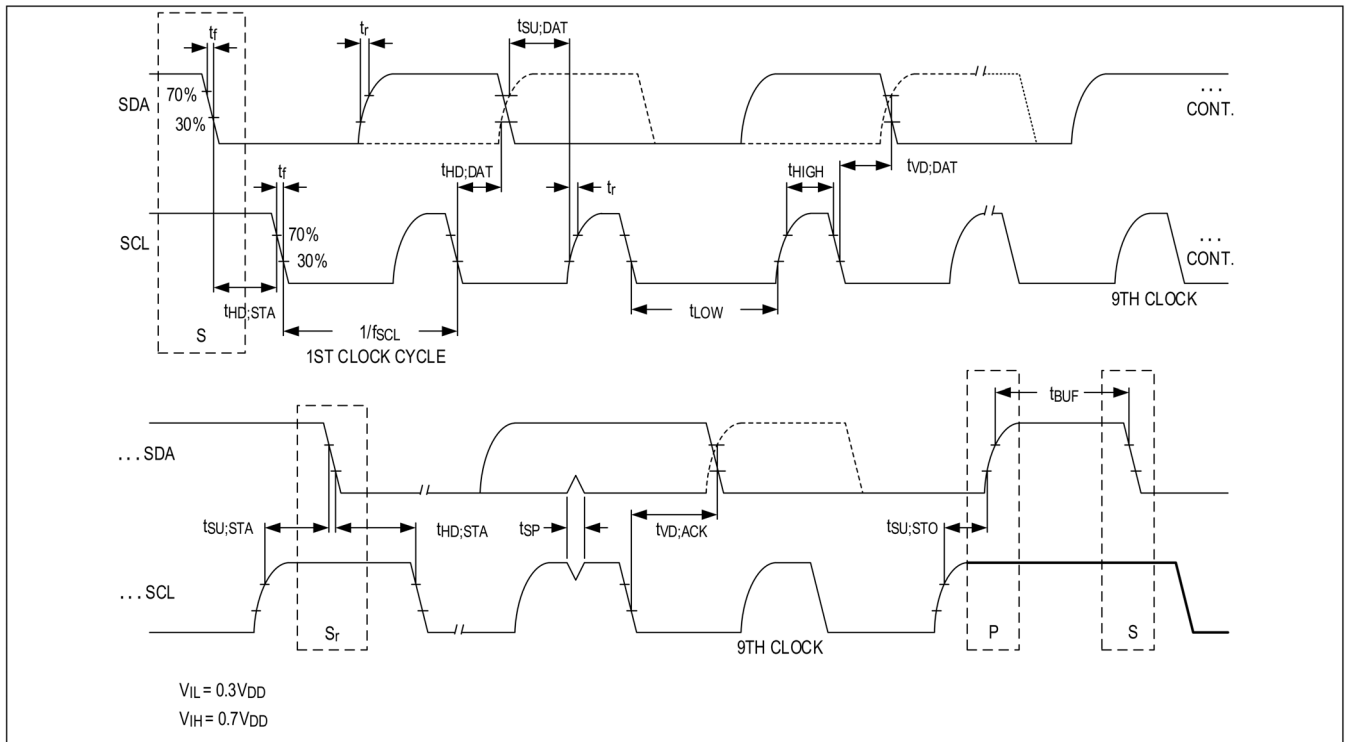 tf
tr
tSU;DAT
70%
SDA
30%
...
CONT.
tf
tHD;DAT
tr
tHIGH
tVD;DAT
SCL
70%
30%
...
CONT.
tHD;STA
tLOW
9TH CLOCK
S
1/fSCL
1ST CLOCK CYCLE
tBUF
...SDA
tSU;STA
tHD;STA
tSP
tVD;ACK
tSU;STO
...SCL
Sr
9TH CLOCK
P
S
VIL = 0.3VDD
VIH = 0.7VDD